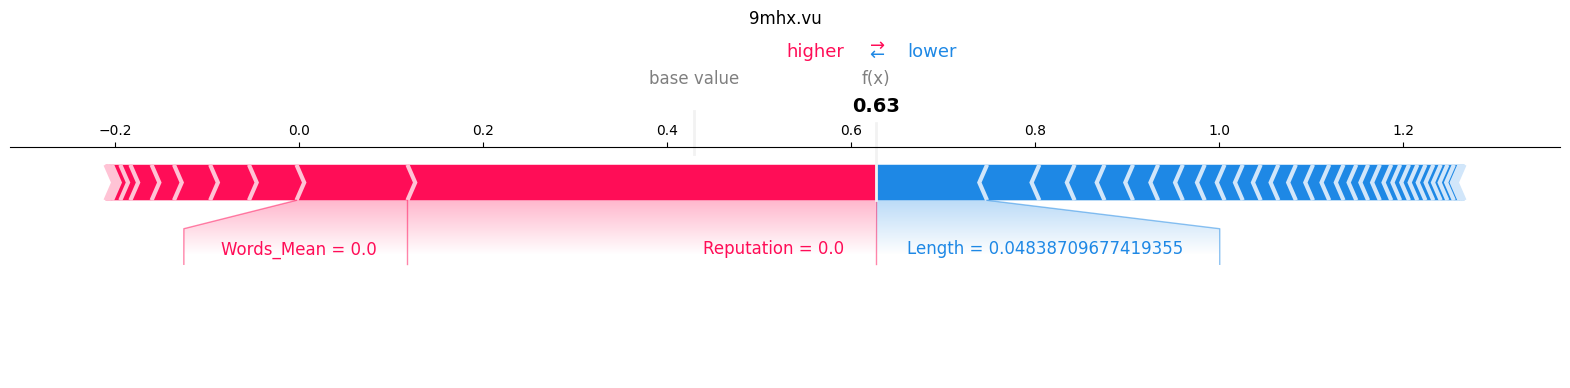 9mhx.vu
higher ⇄ lower
base value f(x)
0.63
−0.2 0.0 0.2 0.4 0.6 0.8 1.0 1.2
Words_Mean = 0.0 Reputation = 0.0 Length = 0.04838709677419355